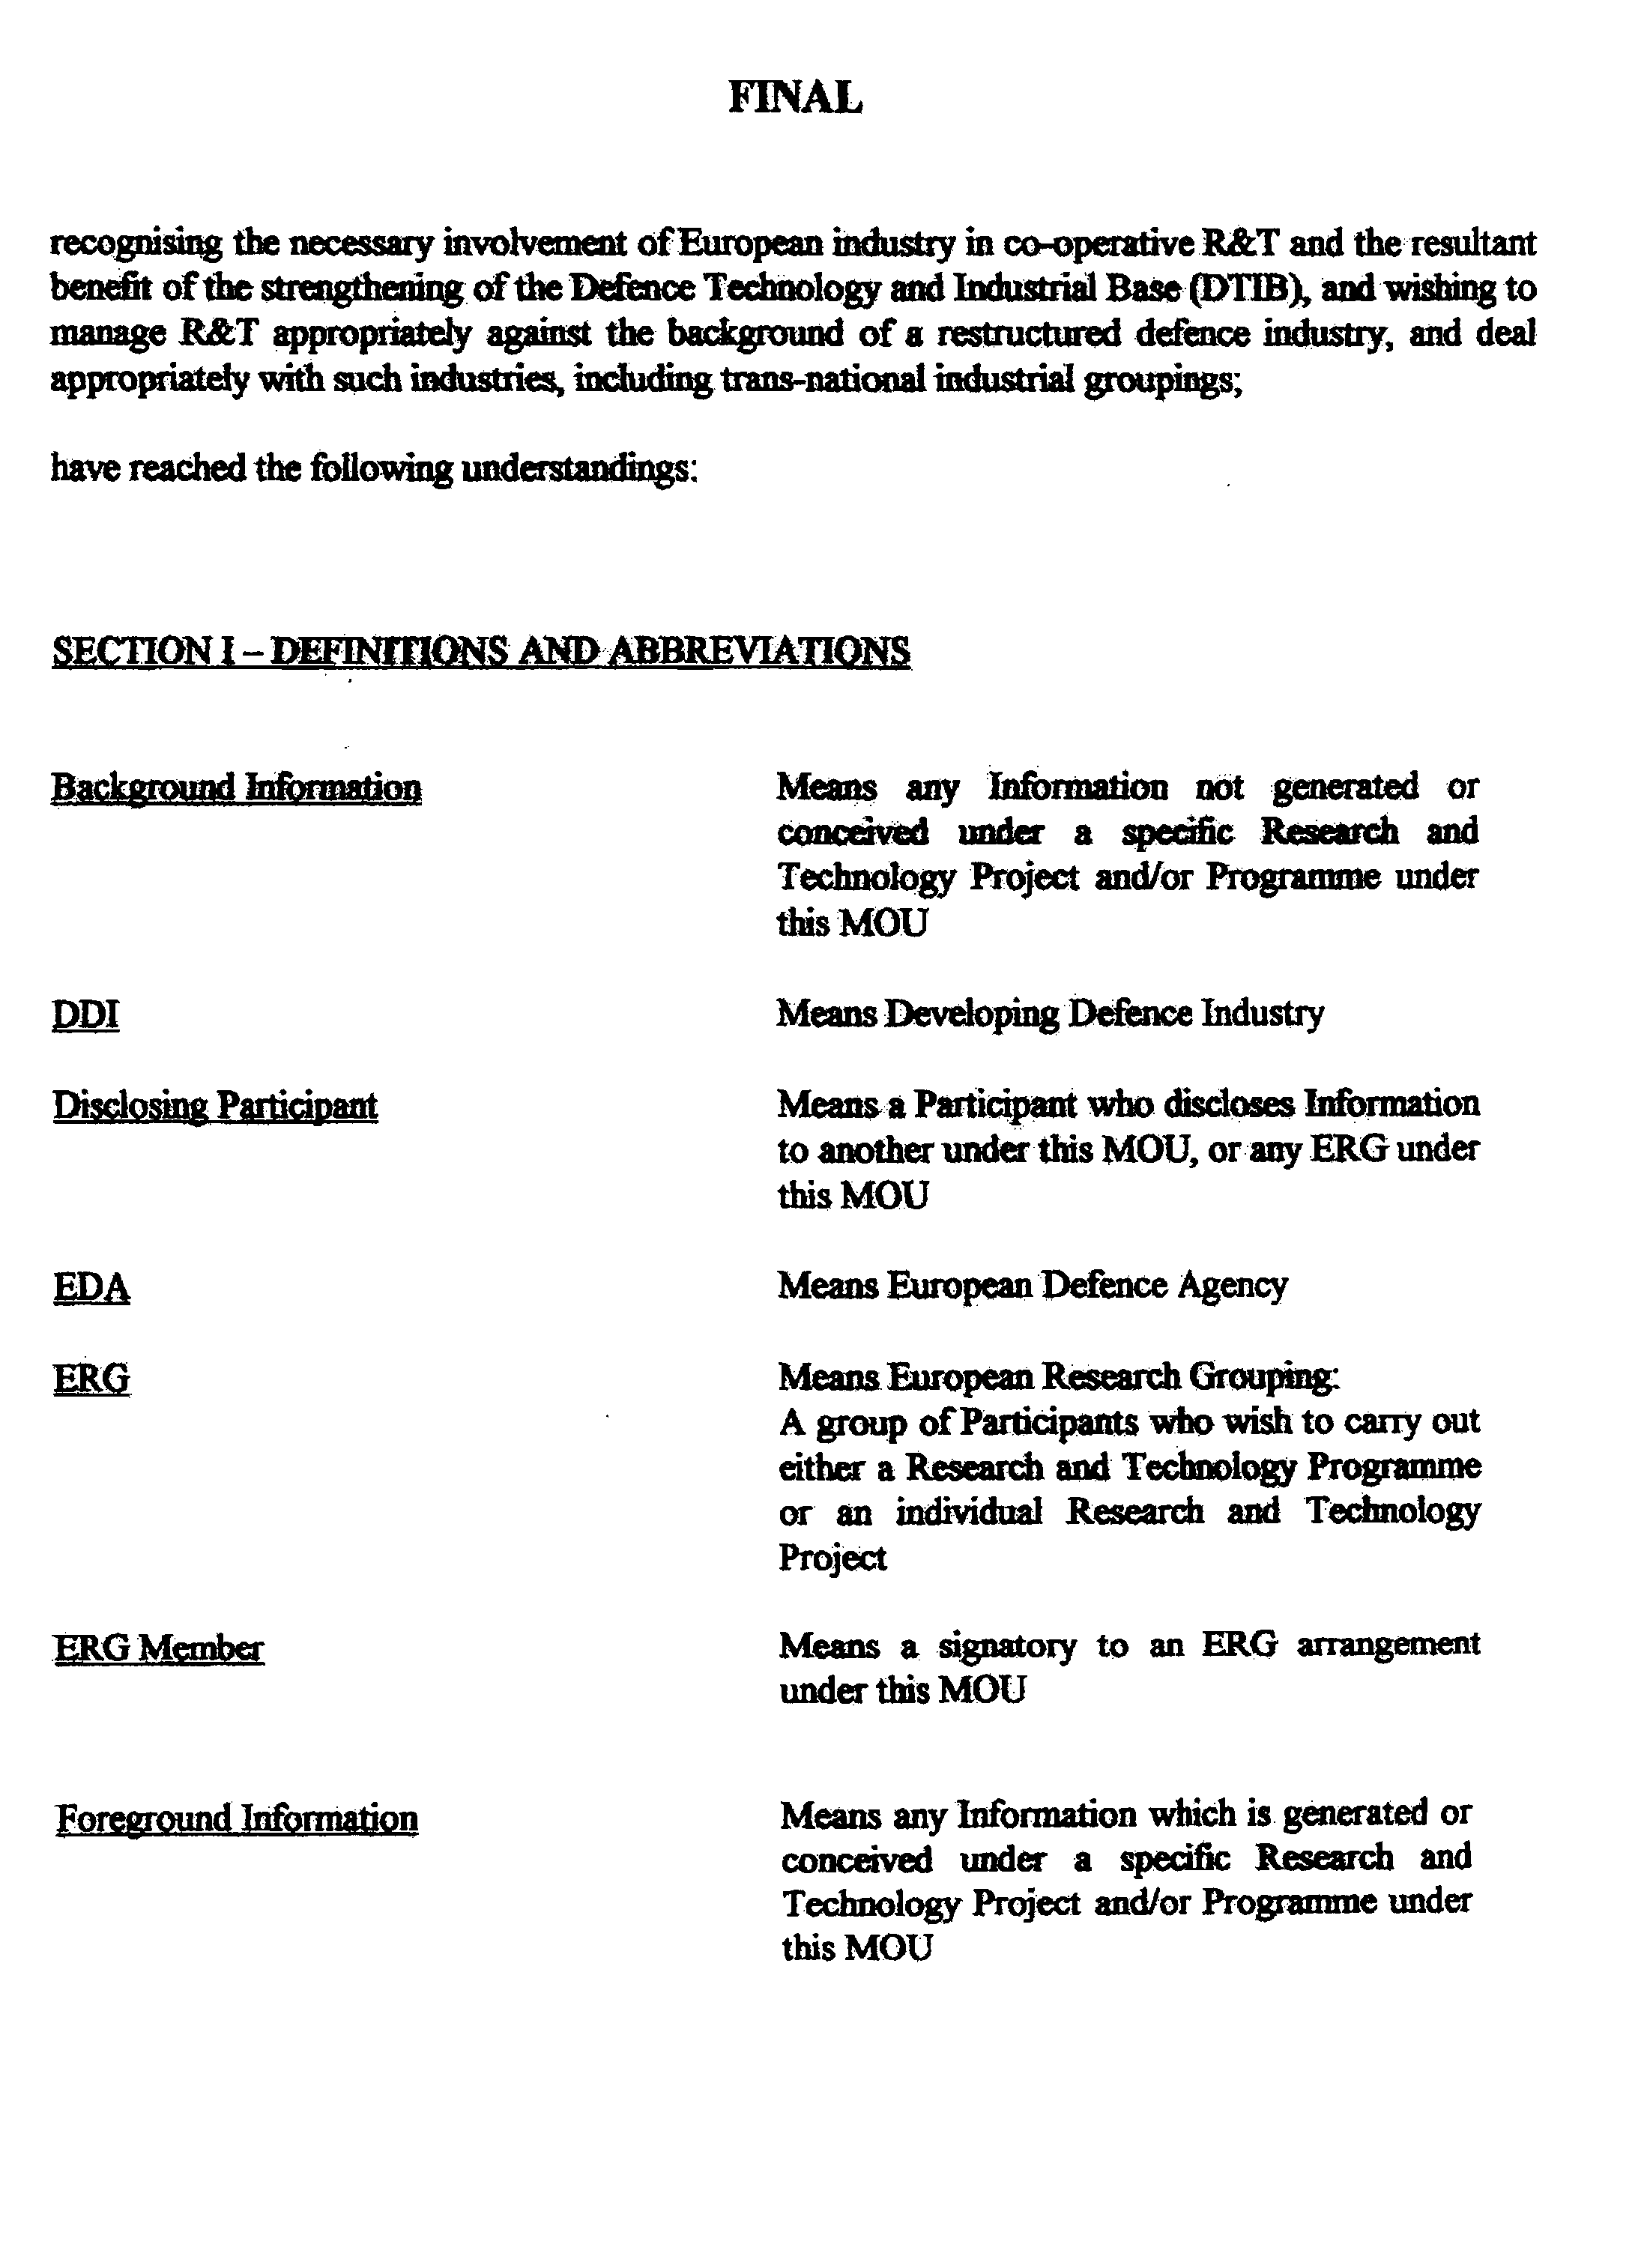 FINAL
recognising the necessary involvement of European industry in co-operative R&T and the resultant
benefit of the strengthening of the Defence Technology and Industrial Base (DTIB), and wishing to
manage R&T appropriately against the background of a restructured defence industry, and deal
appropriately with such industries, including trans-national industrial groupings;
have reached the following understandings:
SECTION I – DEFINITIONS AND ABBREVIATIONS
Background Information
Means any Information not generated or
conceived under a specific Research and
Technology Project and/or Programme under
this MOU
DDI
Means Developing Defence Industry
Disclosing Participant
Means a Participant who discloses Information
to another under this MOU, or any ERG under
this MOU
EDA
Means European Defence Agency
ERG
Means European Research Grouping:
A group of Participants who wish to carry out
either a Research and Technology Programme
or an individual Research and Technology
Project
ERG Member
Means a signatory to an ERG arrangement
under this MOU
Foreground Information
Means any Information which is generated or
conceived under a specific Research and
Technology Project and/or Programme under
this MOU